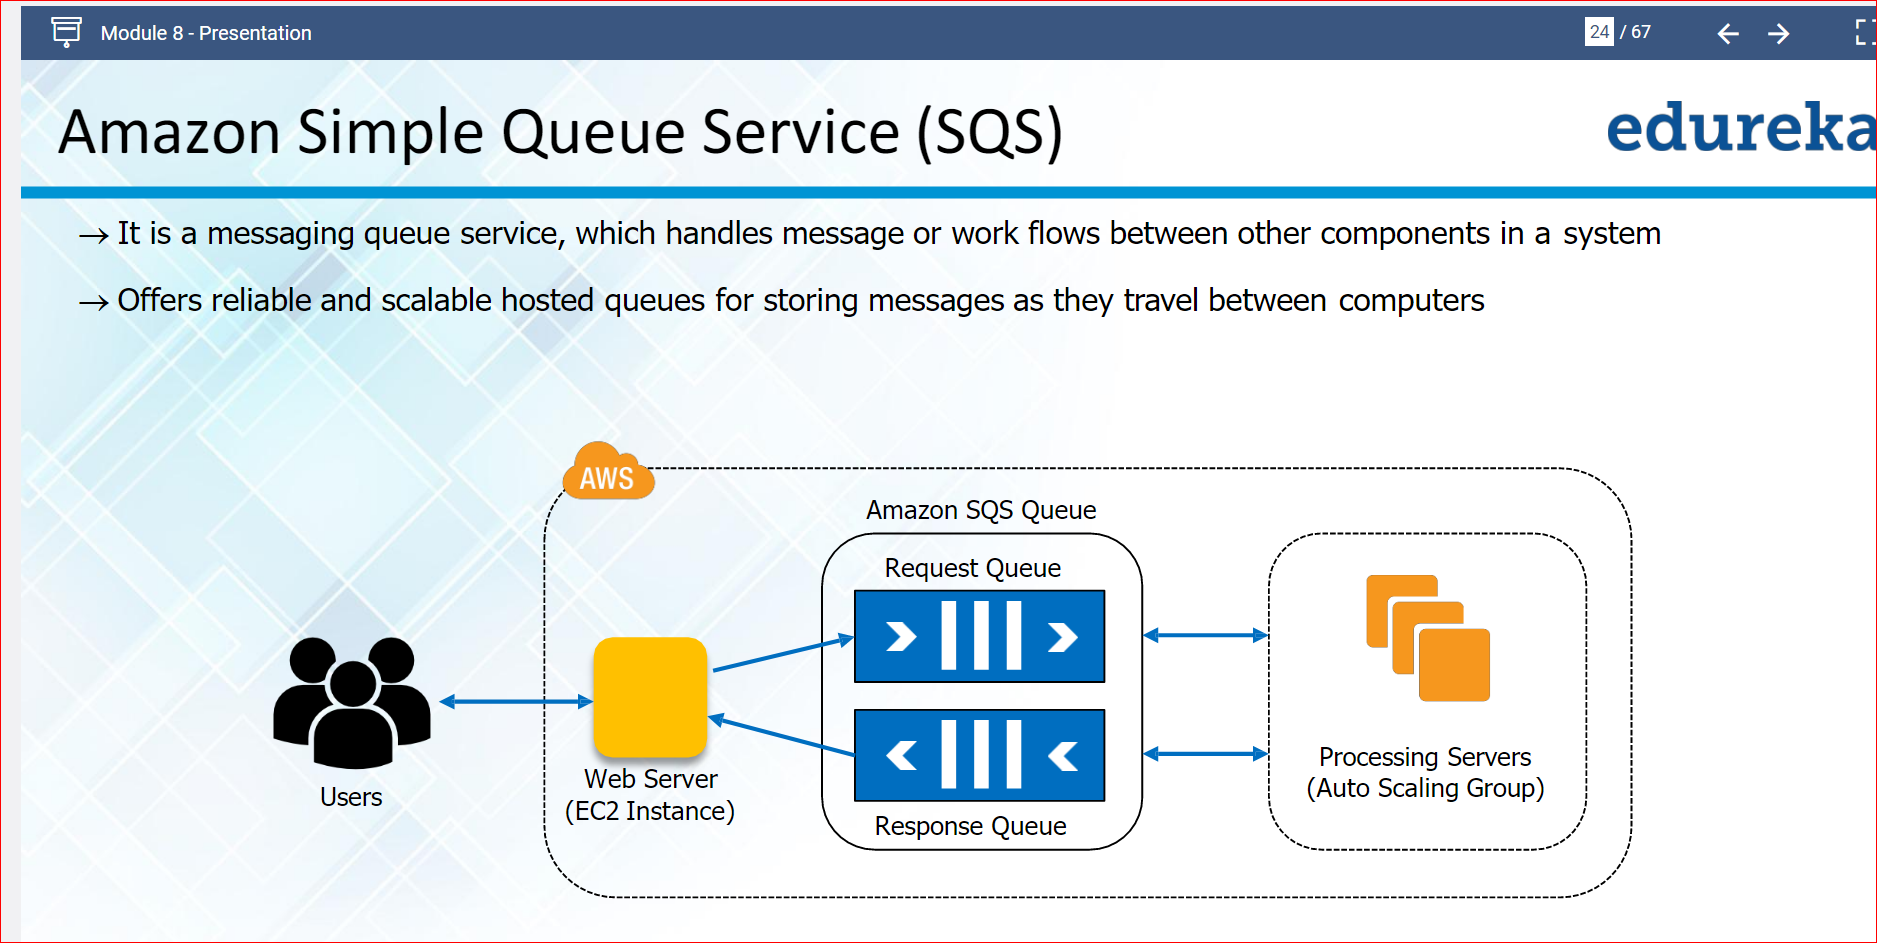 Module 8 - Presentation
24 / 67
Amazon Simple Queue Service (SQS)
edureka
→ It is a messaging queue service, which handles message or work flows between other components in a system
→ Offers reliable and scalable hosted queues for storing messages as they travel between computers
AWS
Amazon SQS Queue
Request Queue
Response Queue
Users
Web Server
(EC2 Instance)
Processing Servers
(Auto Scaling Group)